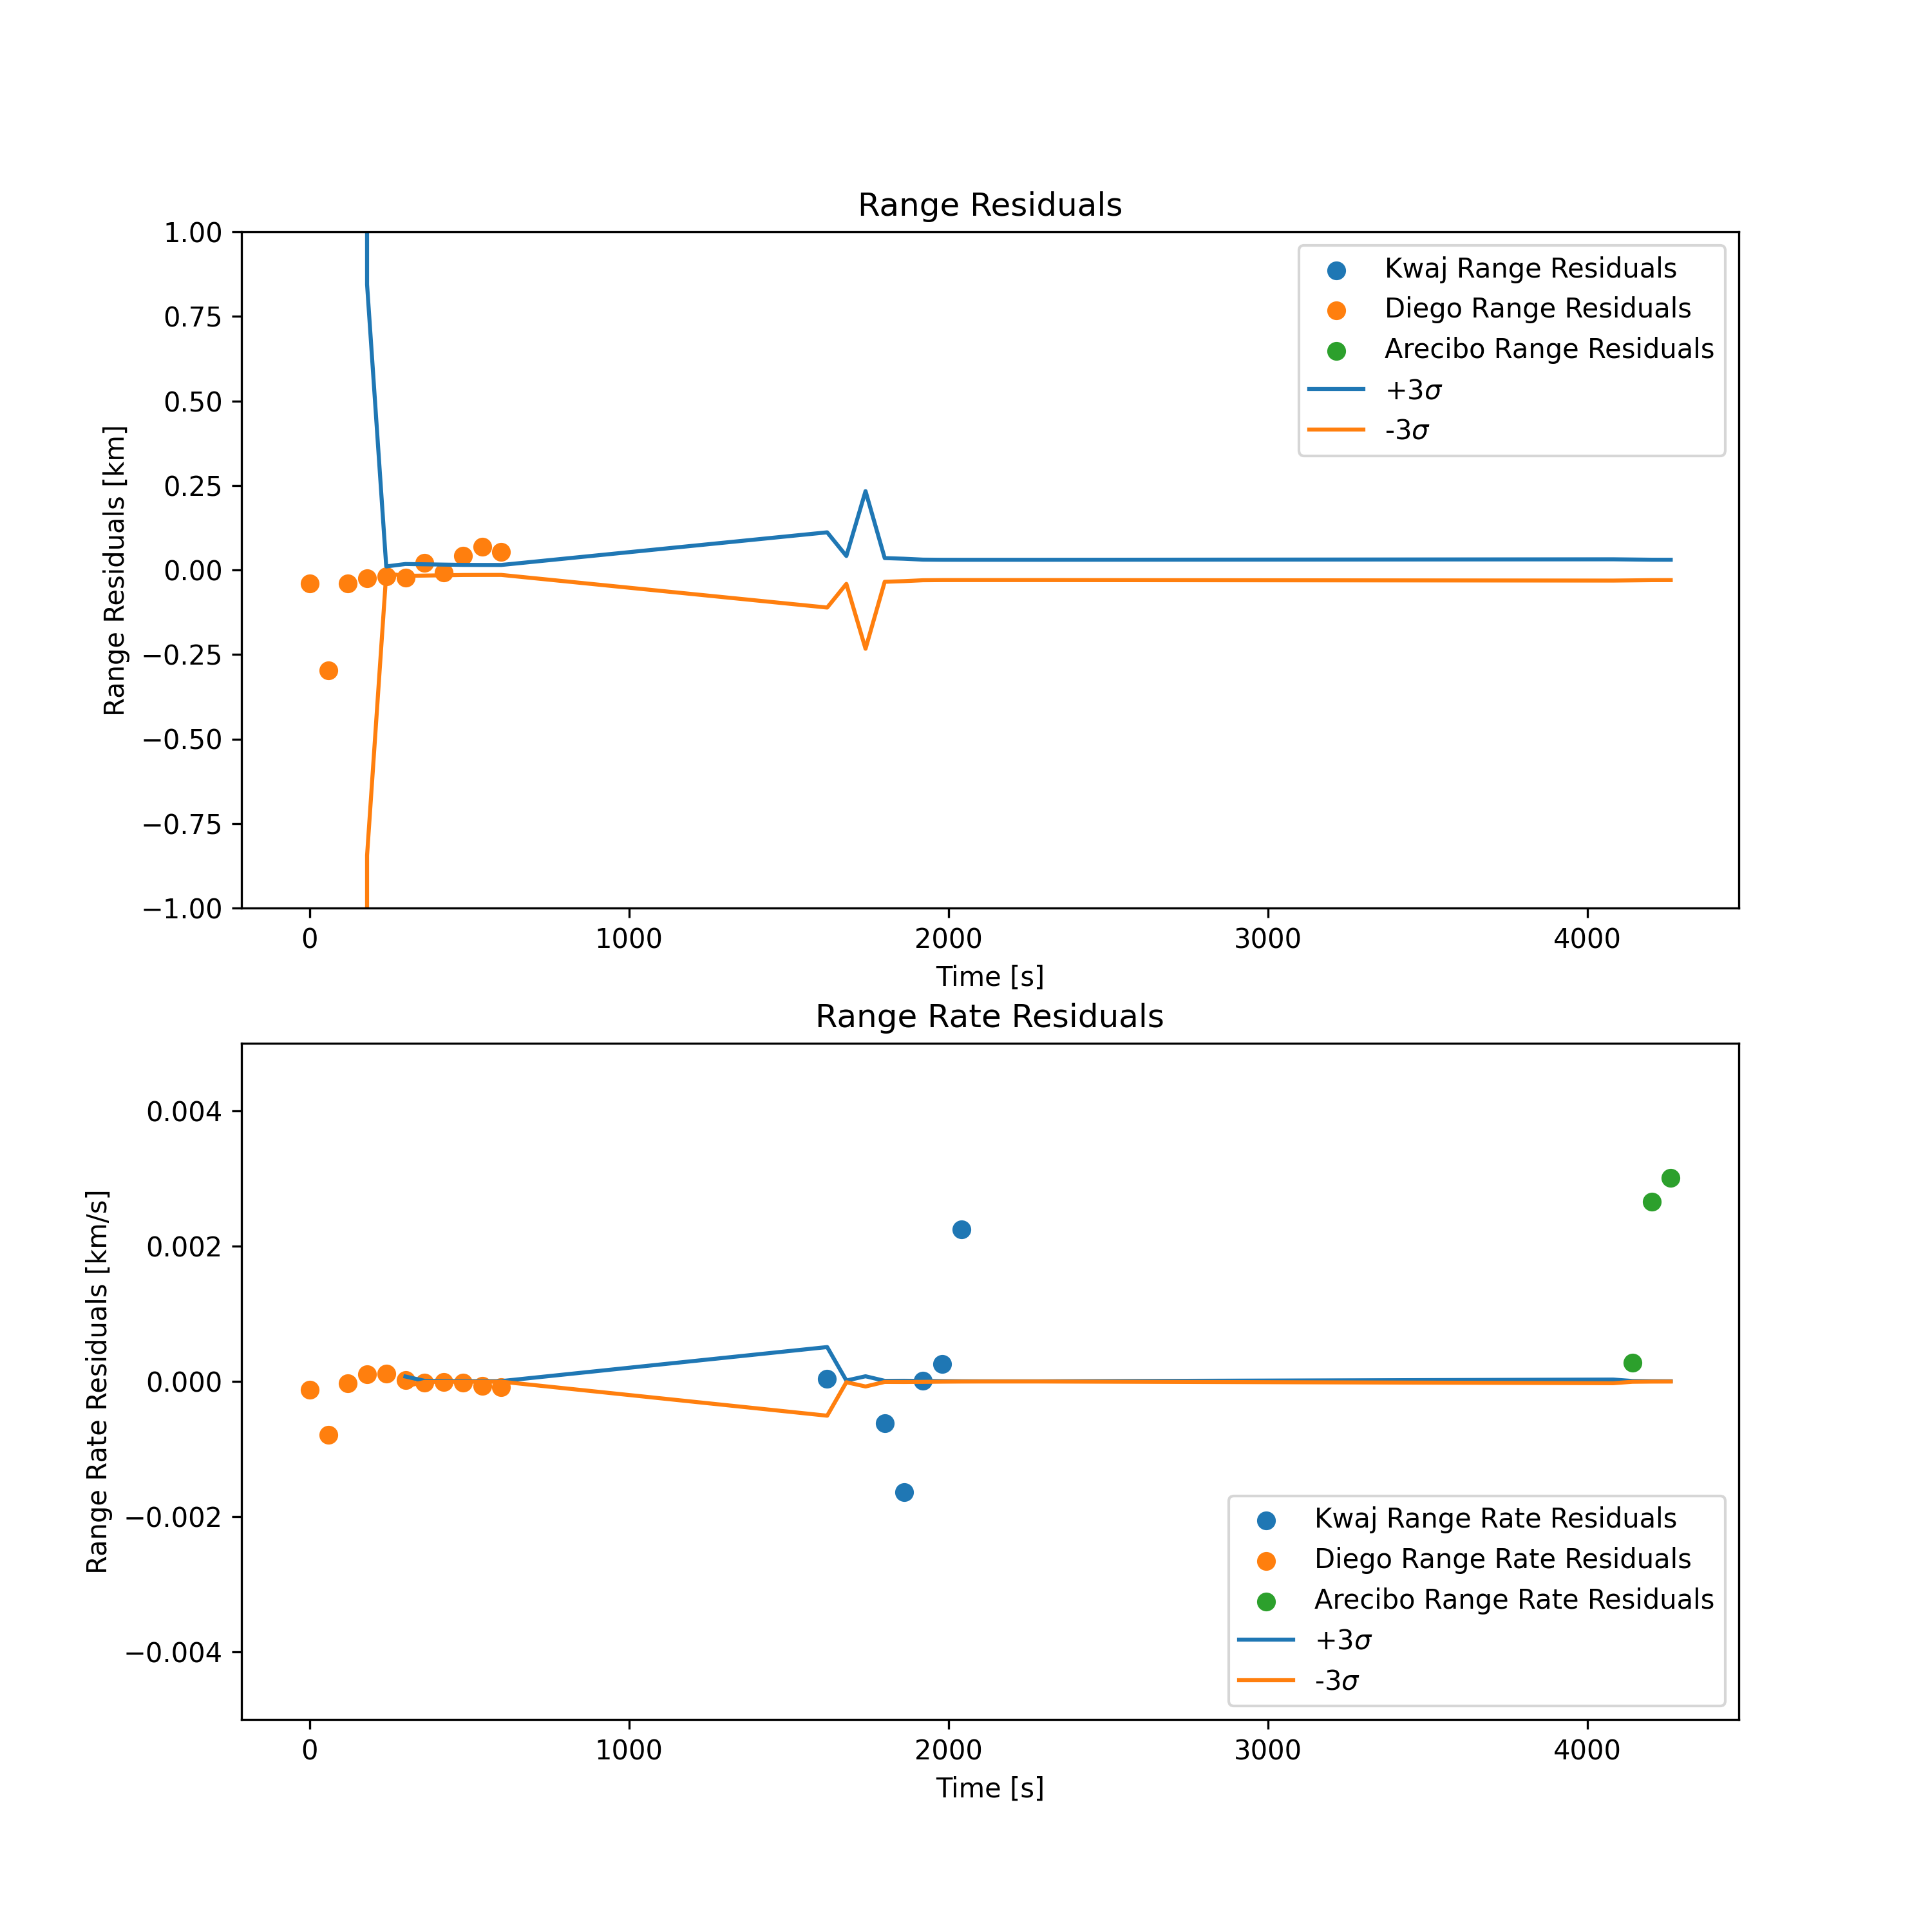 Range Residuals
1.00
0.75
0.50
0.25
0.00
−0.25
−0.50
−0.75
−1.00
Range Residuals [km]
Kwaj Range Residuals
Diego Range Residuals
Arecibo Range Residuals
+3σ
-3σ
0 1000 2000 3000 4000
Time [s]
Range Rate Residuals
0.004
0.002
0.000
−0.002
−0.004
Range Rate Residuals [km/s]
Kwaj Range Rate Residuals
Diego Range Rate Residuals
Arecibo Range Rate Residuals
+3σ
-3σ
0 1000 2000 3000 4000
Time [s]